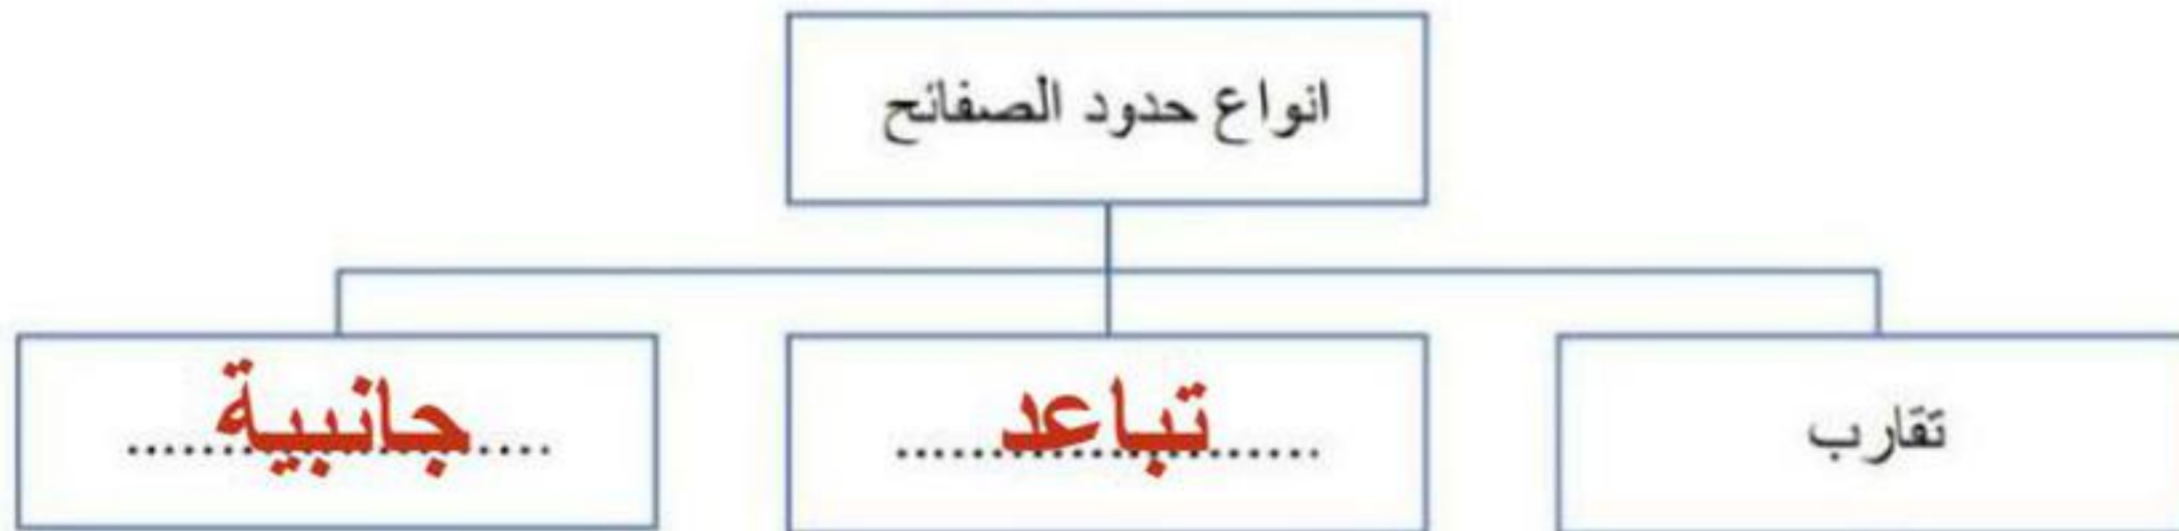 انواع حدود الصفائح
تقارب
تباعد
جانبية